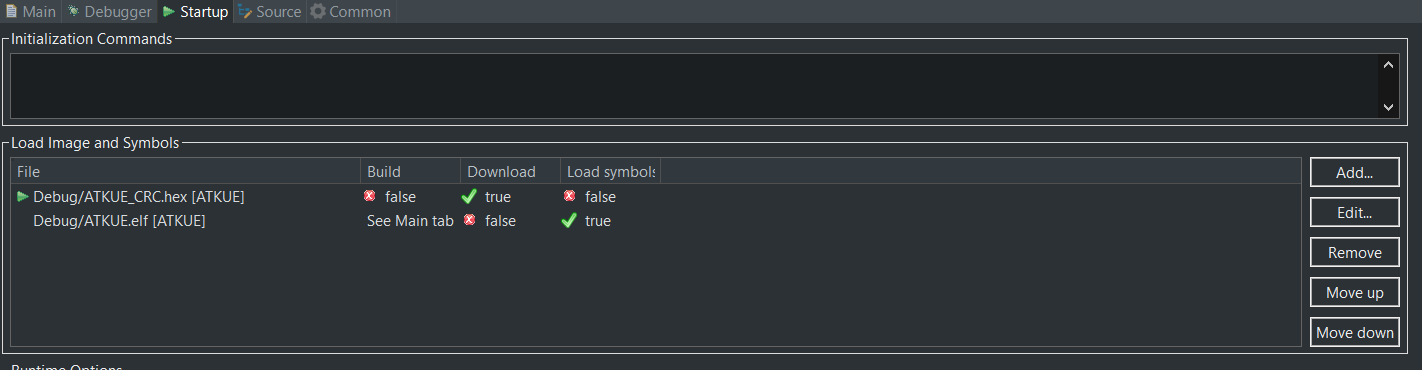 Main Debugger Startup Source Common
Initialization Commands
Load Image and Symbols
File Build Download Load symbols
Debug/ATKUE_CRC.hex [ATKUE] false true false
Debug/ATKUE.elf [ATKUE] See Main tab false true
Add...
Edit...
Remove
Move up
Move down
Runtime Options